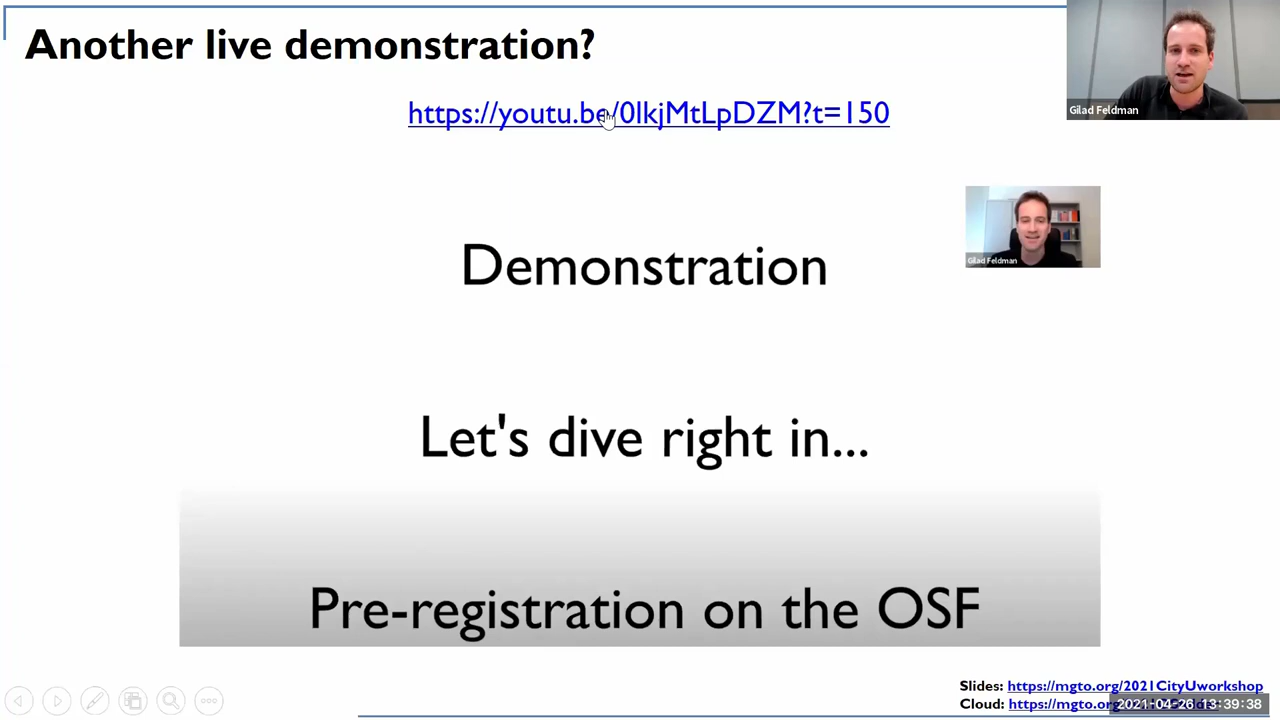 Another live demonstration?
https://youtu.be/0lkjMtLpDZM?t=150
Gilad Feldman
Gilad Feldman
Demonstration
Let's dive right in...
Pre-registration on the OSF
Slides: https://mgto.org/2021CityUworkshop
Cloud: https://mgto.org
2021-04-26 13:39:38